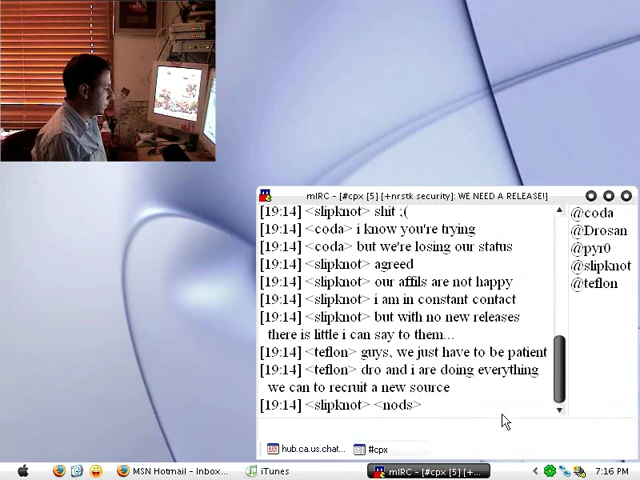 mIRC - [#cpx [5] [+nrstk security]: WE NEED A RELEASE!]
[19:14] <slipknot> shit ;(
[19:14] <coda> i know you're trying
[19:14] <coda> but we're losing our status
[19:14] <slipknot> agreed
[19:14] <slipknot> our affils are not happy
[19:14] <slipknot> i am in constant contact
[19:14] <slipknot> but with no new releases
there is little i can say to them...
[19:14] <teflon> guys, we just have to be patient
[19:14] <teflon> dro and i are doing everything
we can to recruit a new source
[19:14] <slipknot> <nods>
@coda
@Drosan
@pyr0
@slipknot
@teflon
hub.ca.us.chat...
#cpx
MSN Hotmail - Inbox...
iTunes
mIRC - [#cpx [5] [+...
7:16 PM